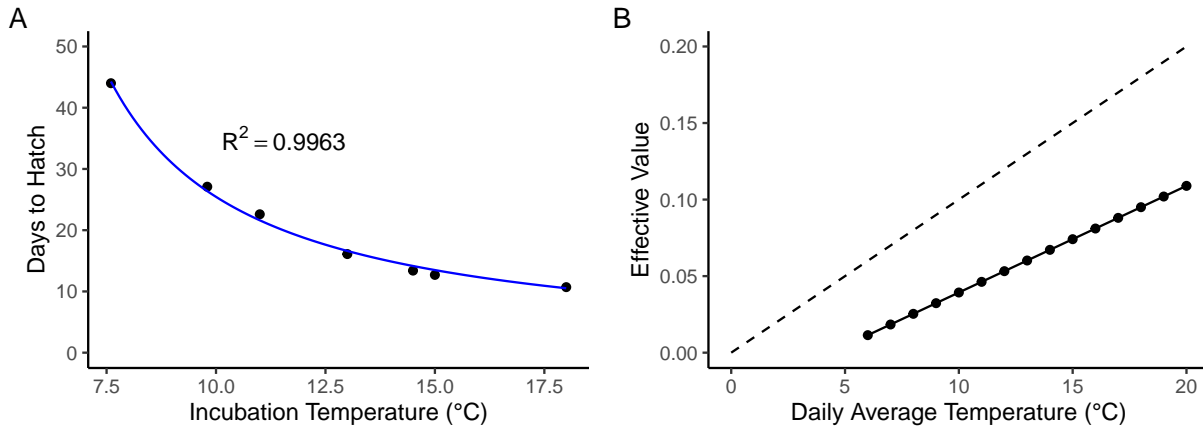 A
50
40
30
20
10
0
Days to Hatch
R² = 0.9963
7.5 10.0 12.5 15.0 17.5
Incubation Temperature (°C)
B
0.20
0.15
0.10
0.05
0.00
Effective Value
0 5 10 15 20
Daily Average Temperature (°C)